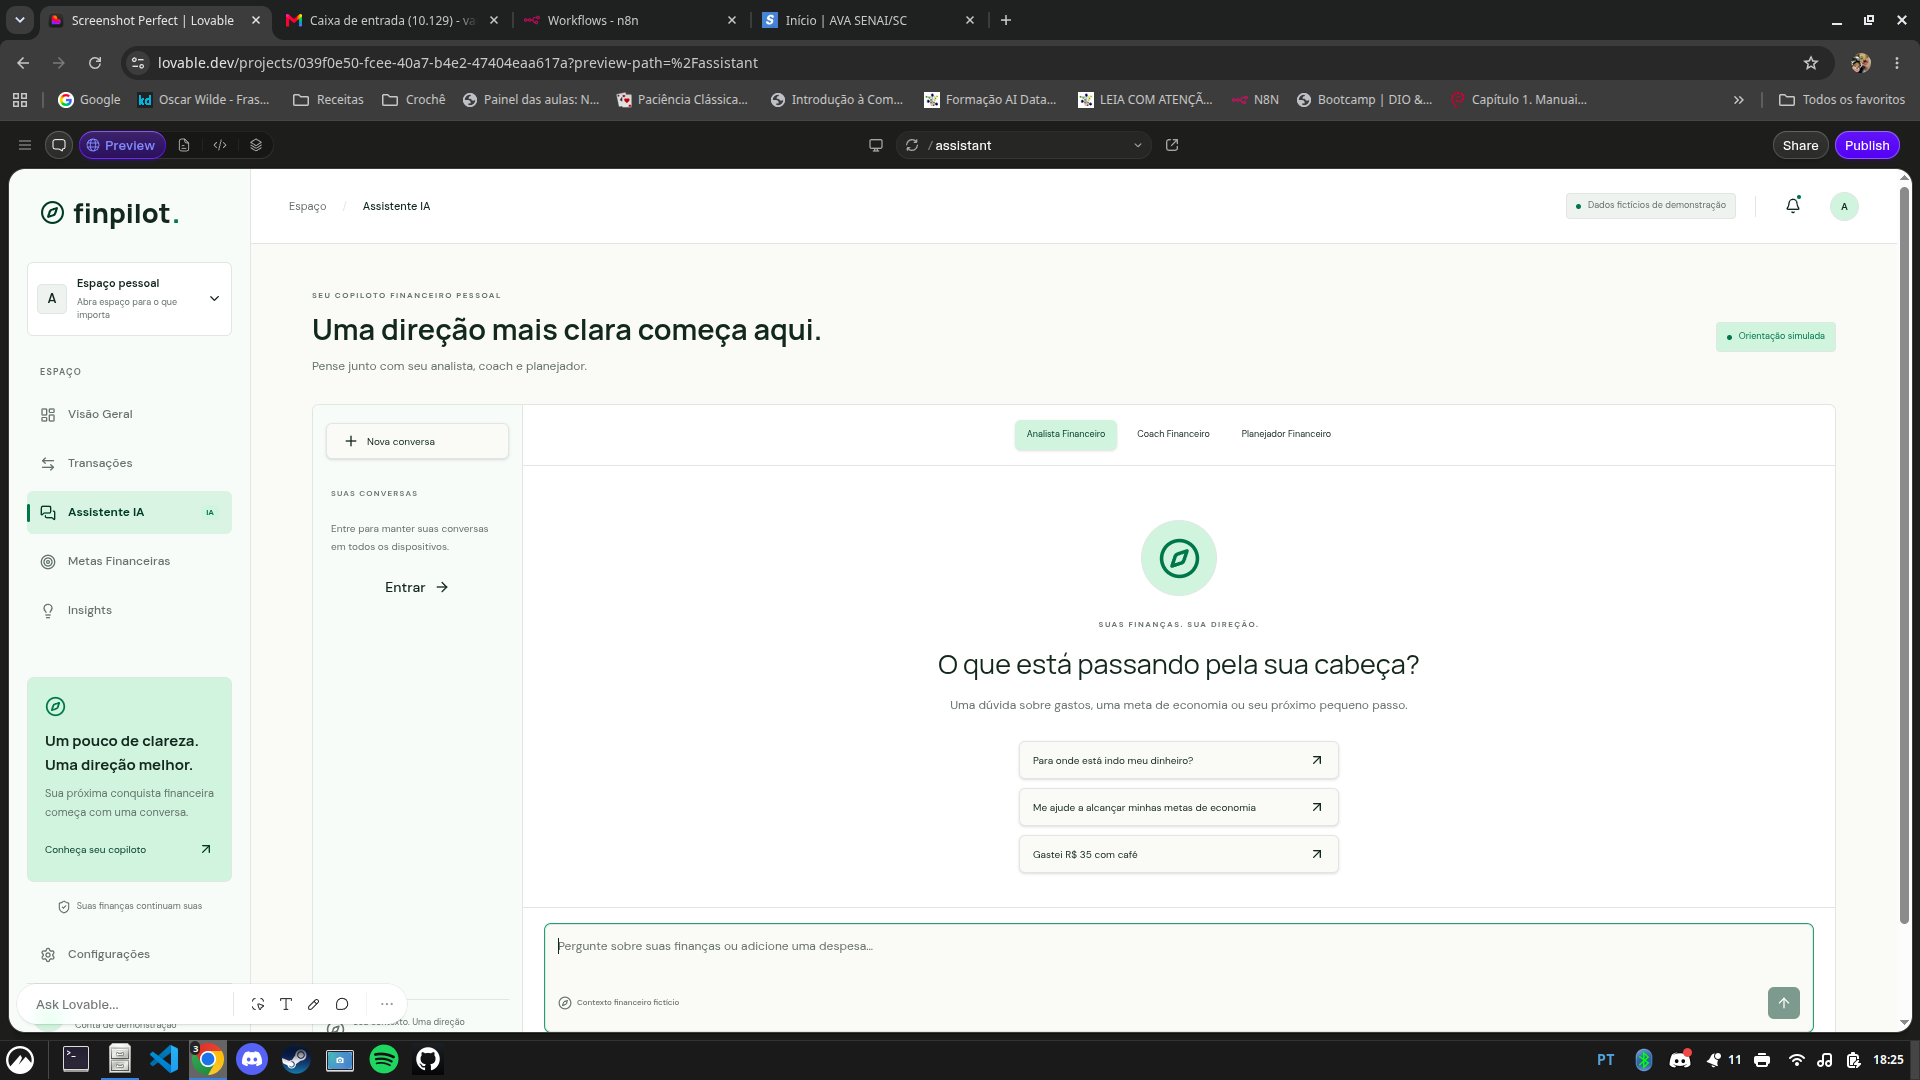 Screenshot Perfect | Lovable
Caixa de entrada (10.129) - va
Workflows - n8n
Início | AVA SENAI/SC
lovable.dev/projects/039f0e50-fcee-40a7-b4e2-47404eaa617a?preview-path=%2Fassistant
Google
Oscar Wilde - Fras...
Receitas
Crochê
Painel das aulas: N...
Paciência Clássica...
Introdução à Com...
Formação AI Data...
LEIA COM ATENÇÃ...
N8N
Bootcamp | DIO &...
Capítulo 1. Manuai...
Todos os favoritos
Preview
/ assistant
Share
Publish
finpilot.
Espaço / Assistente IA
Dados fictícios de demonstração
A
A
Espaço pessoal
Abra espaço para o que
importa
ESPAÇO
Visão Geral
Transações
Assistente IA
IA
Metas Financeiras
Insights
Um pouco de clareza.
Uma direção melhor.
Sua próxima conquista financeira
começa com uma conversa.
Conheça seu copiloto
Suas finanças continuam suas
Configurações
Ask Lovable...
Conta de demonstração
SEU COPILOTO FINANCEIRO PESSOAL
Uma direção mais clara começa aqui.
Pense junto com seu analista, coach e planejador.
Orientação simulada
Nova conversa
SUAS CONVERSAS
Entre para manter suas conversas
em todos os dispositivos.
Entrar
contexto. Uma direção
Analista Financeiro
Coach Financeiro
Planejador Financeiro
SUAS FINANÇAS. SUA DIREÇÃO.
O que está passando pela sua cabeça?
Uma dúvida sobre gastos, uma meta de economia ou seu próximo pequeno passo.
Para onde está indo meu dinheiro?
Me ajude a alcançar minhas metas de economia
Gastei R$ 35 com café
Pergunte sobre suas finanças ou adicione uma despesa...
Contexto financeiro fictício
3
PT
11
18:25